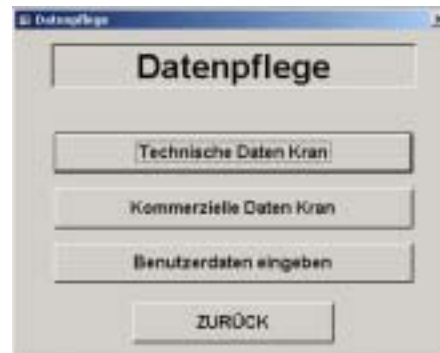 Datenpflege
Datenpflege
Technische Daten Kran
Kommerzielle Daten Kran
Benutzerdaten eingeben
ZURÜCK